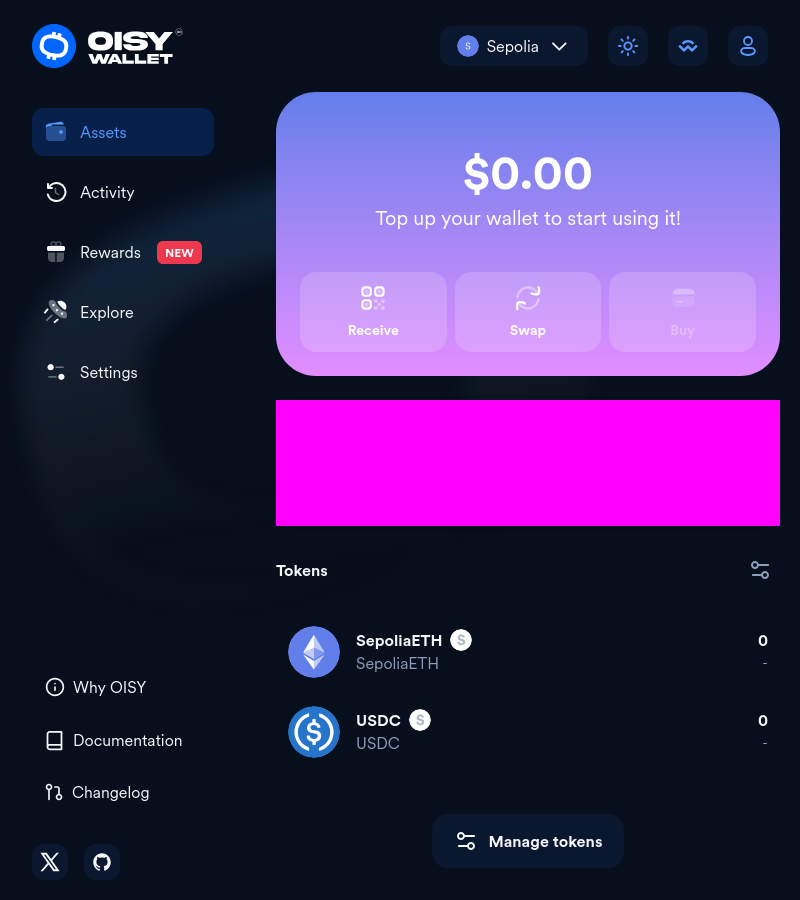 OISY
WALLET
S Sepolia
Assets
Activity
Rewards NEW
Explore
Settings
$0.00
Top up your wallet to start using it!
Receive
Swap
Buy
Tokens
SepoliaETH S 0
SepoliaETH -
USDC S 0
USDC -
Manage tokens
Why OISY
Documentation
Changelog